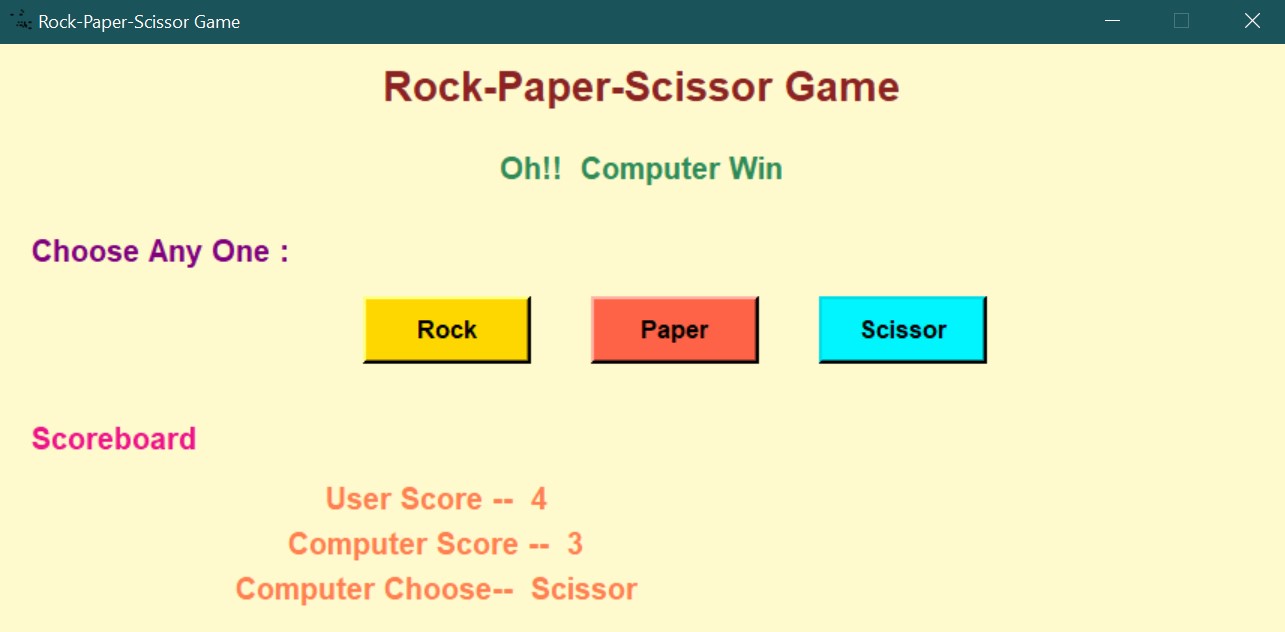 Rock-Paper-Scissor Game
Rock-Paper-Scissor Game
Oh!!  Computer Win
Choose Any One :
Rock Paper Scissor
Scoreboard
User Score --  4
Computer Score --  3
Computer Choose--  Scissor